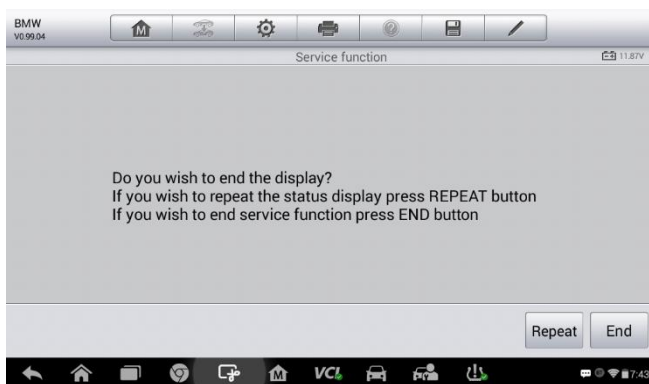 BMW
V0.99.04
M
Service function
11.87V
Do you wish to end the display?
If you wish to repeat the status display press REPEAT button
If you wish to end service function press END button
Repeat
End
M
VCI
7:43